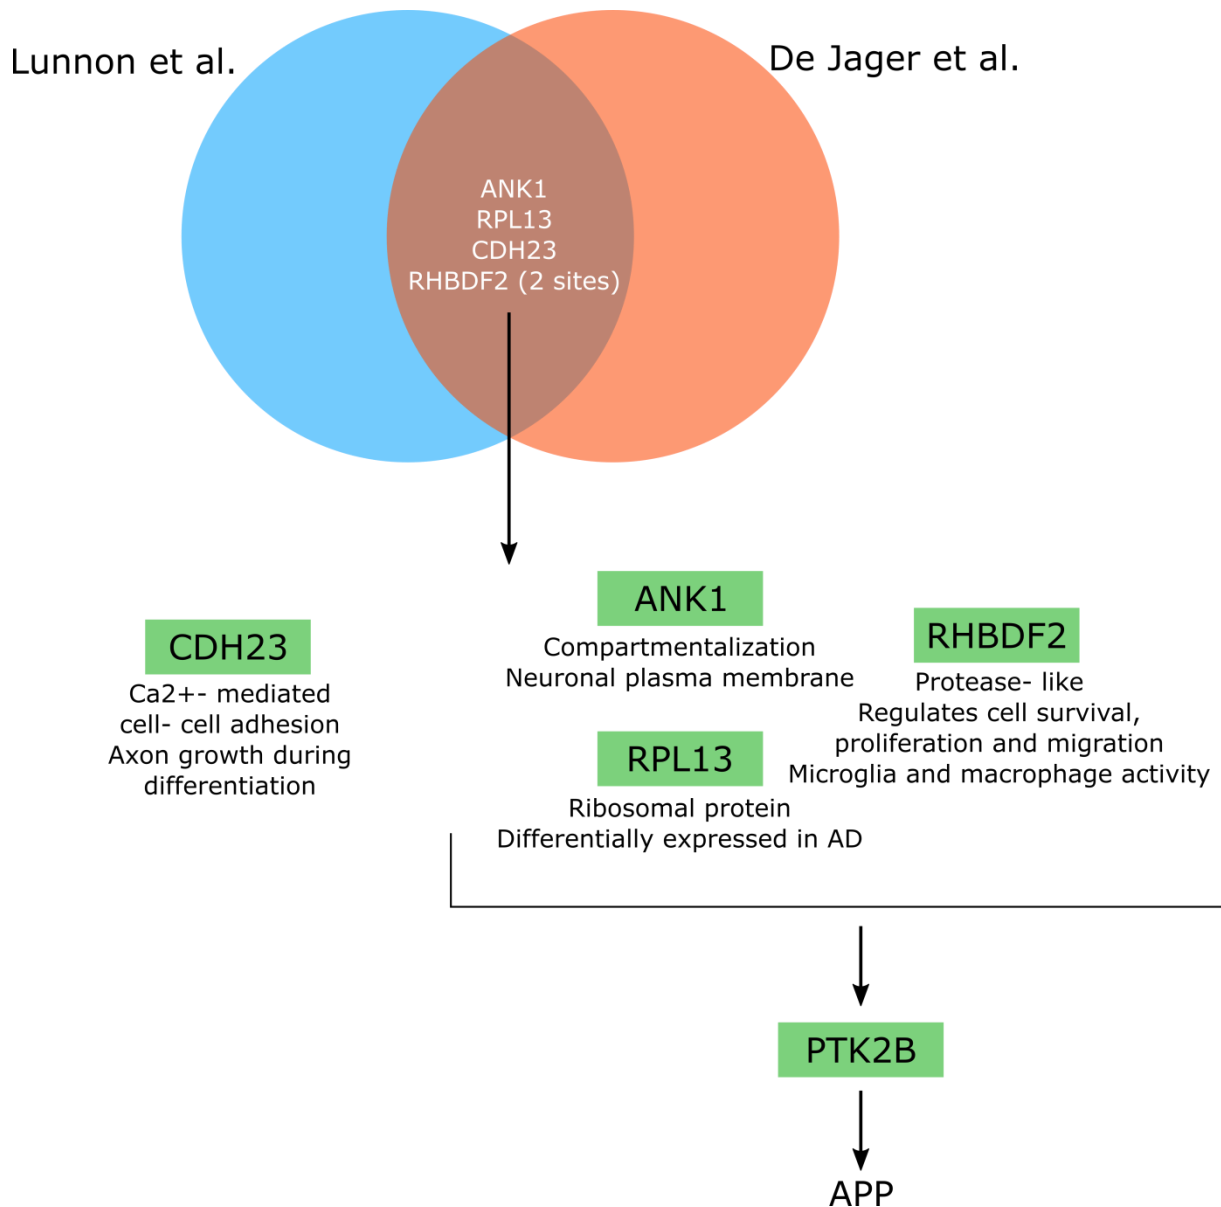 Lunnon et al.
De Jager et al.
ANK1
RPL13
CDH23
RHBDF2 (2 sites)
CDH23
Ca2+- mediated
cell- cell adhesion
Axon growth during
differentiation
ANK1
Compartmentalization
Neuronal plasma membrane
RPL13
Ribosomal protein
Differentially expressed in AD
RHBDF2
Protease- like
Regulates cell survival,
proliferation and migration
Microglia and macrophage activity
PTK2B
APP